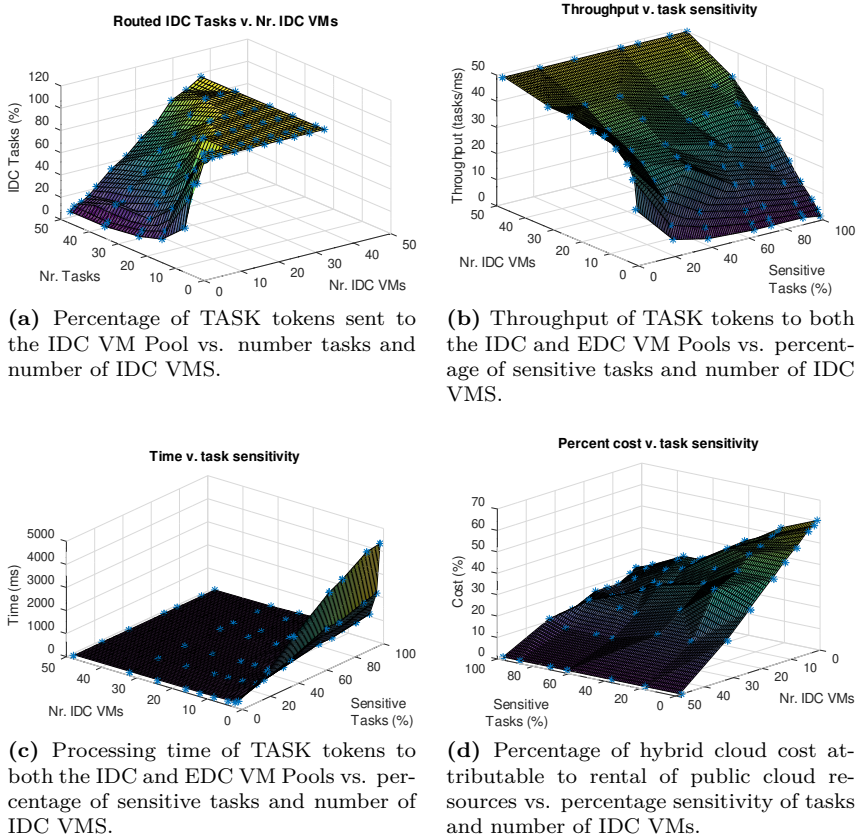 Routed IDC Tasks v. Nr. IDC VMs
IDC Tasks (%)
120
100
80
60
40
20
0
50
40
30
20
10
0
Nr. Tasks
0
10
20
30
40
50
Nr. IDC VMs
(a) Percentage of TASK tokens sent to
the IDC VM Pool vs. number tasks and
number of IDC VMS.
Throughput v. task sensitivity
Throughput (tasks/ms)
50
40
30
20
10
0
50
40
30
20
10
0
Nr. IDC VMs
0
20
40
60
80
100
Sensitive
Tasks (%)
(b) Throughput of TASK tokens to both
the IDC and EDC VM Pools vs. percent-
age of sensitive tasks and number of IDC
VMS.
Time v. task sensitivity
Time (ms)
5000
4000
3000
2000
1000
0
50
40
30
20
10
0
Nr. IDC VMs
0
20
40
60
80
100
Sensitive
Tasks (%)
(c) Processing time of TASK tokens to
both the IDC and EDC VM Pools vs. per-
centage of sensitive tasks and number of
IDC VMS.
Percent cost v. task sensitivity
Cost (%)
70
60
50
40
30
20
10
0
100
80
60
40
20
0
Sensitive
Tasks (%)
50
40
30
20
10
0
Nr. IDC VMs
(d) Percentage of hybrid cloud cost at-
tributable to rental of public cloud re-
sources vs. percentage sensitivity of tasks
and number of IDC VMs.